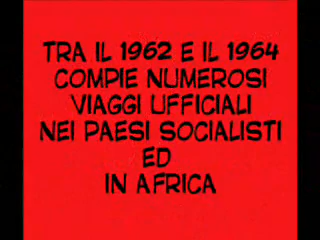 TRA IL 1962 E IL 1964
COMPIE NUMEROSI
VIAGGI UFFICIALI
NEI PAESI SOCIALISTI
ED
IN AFRICA